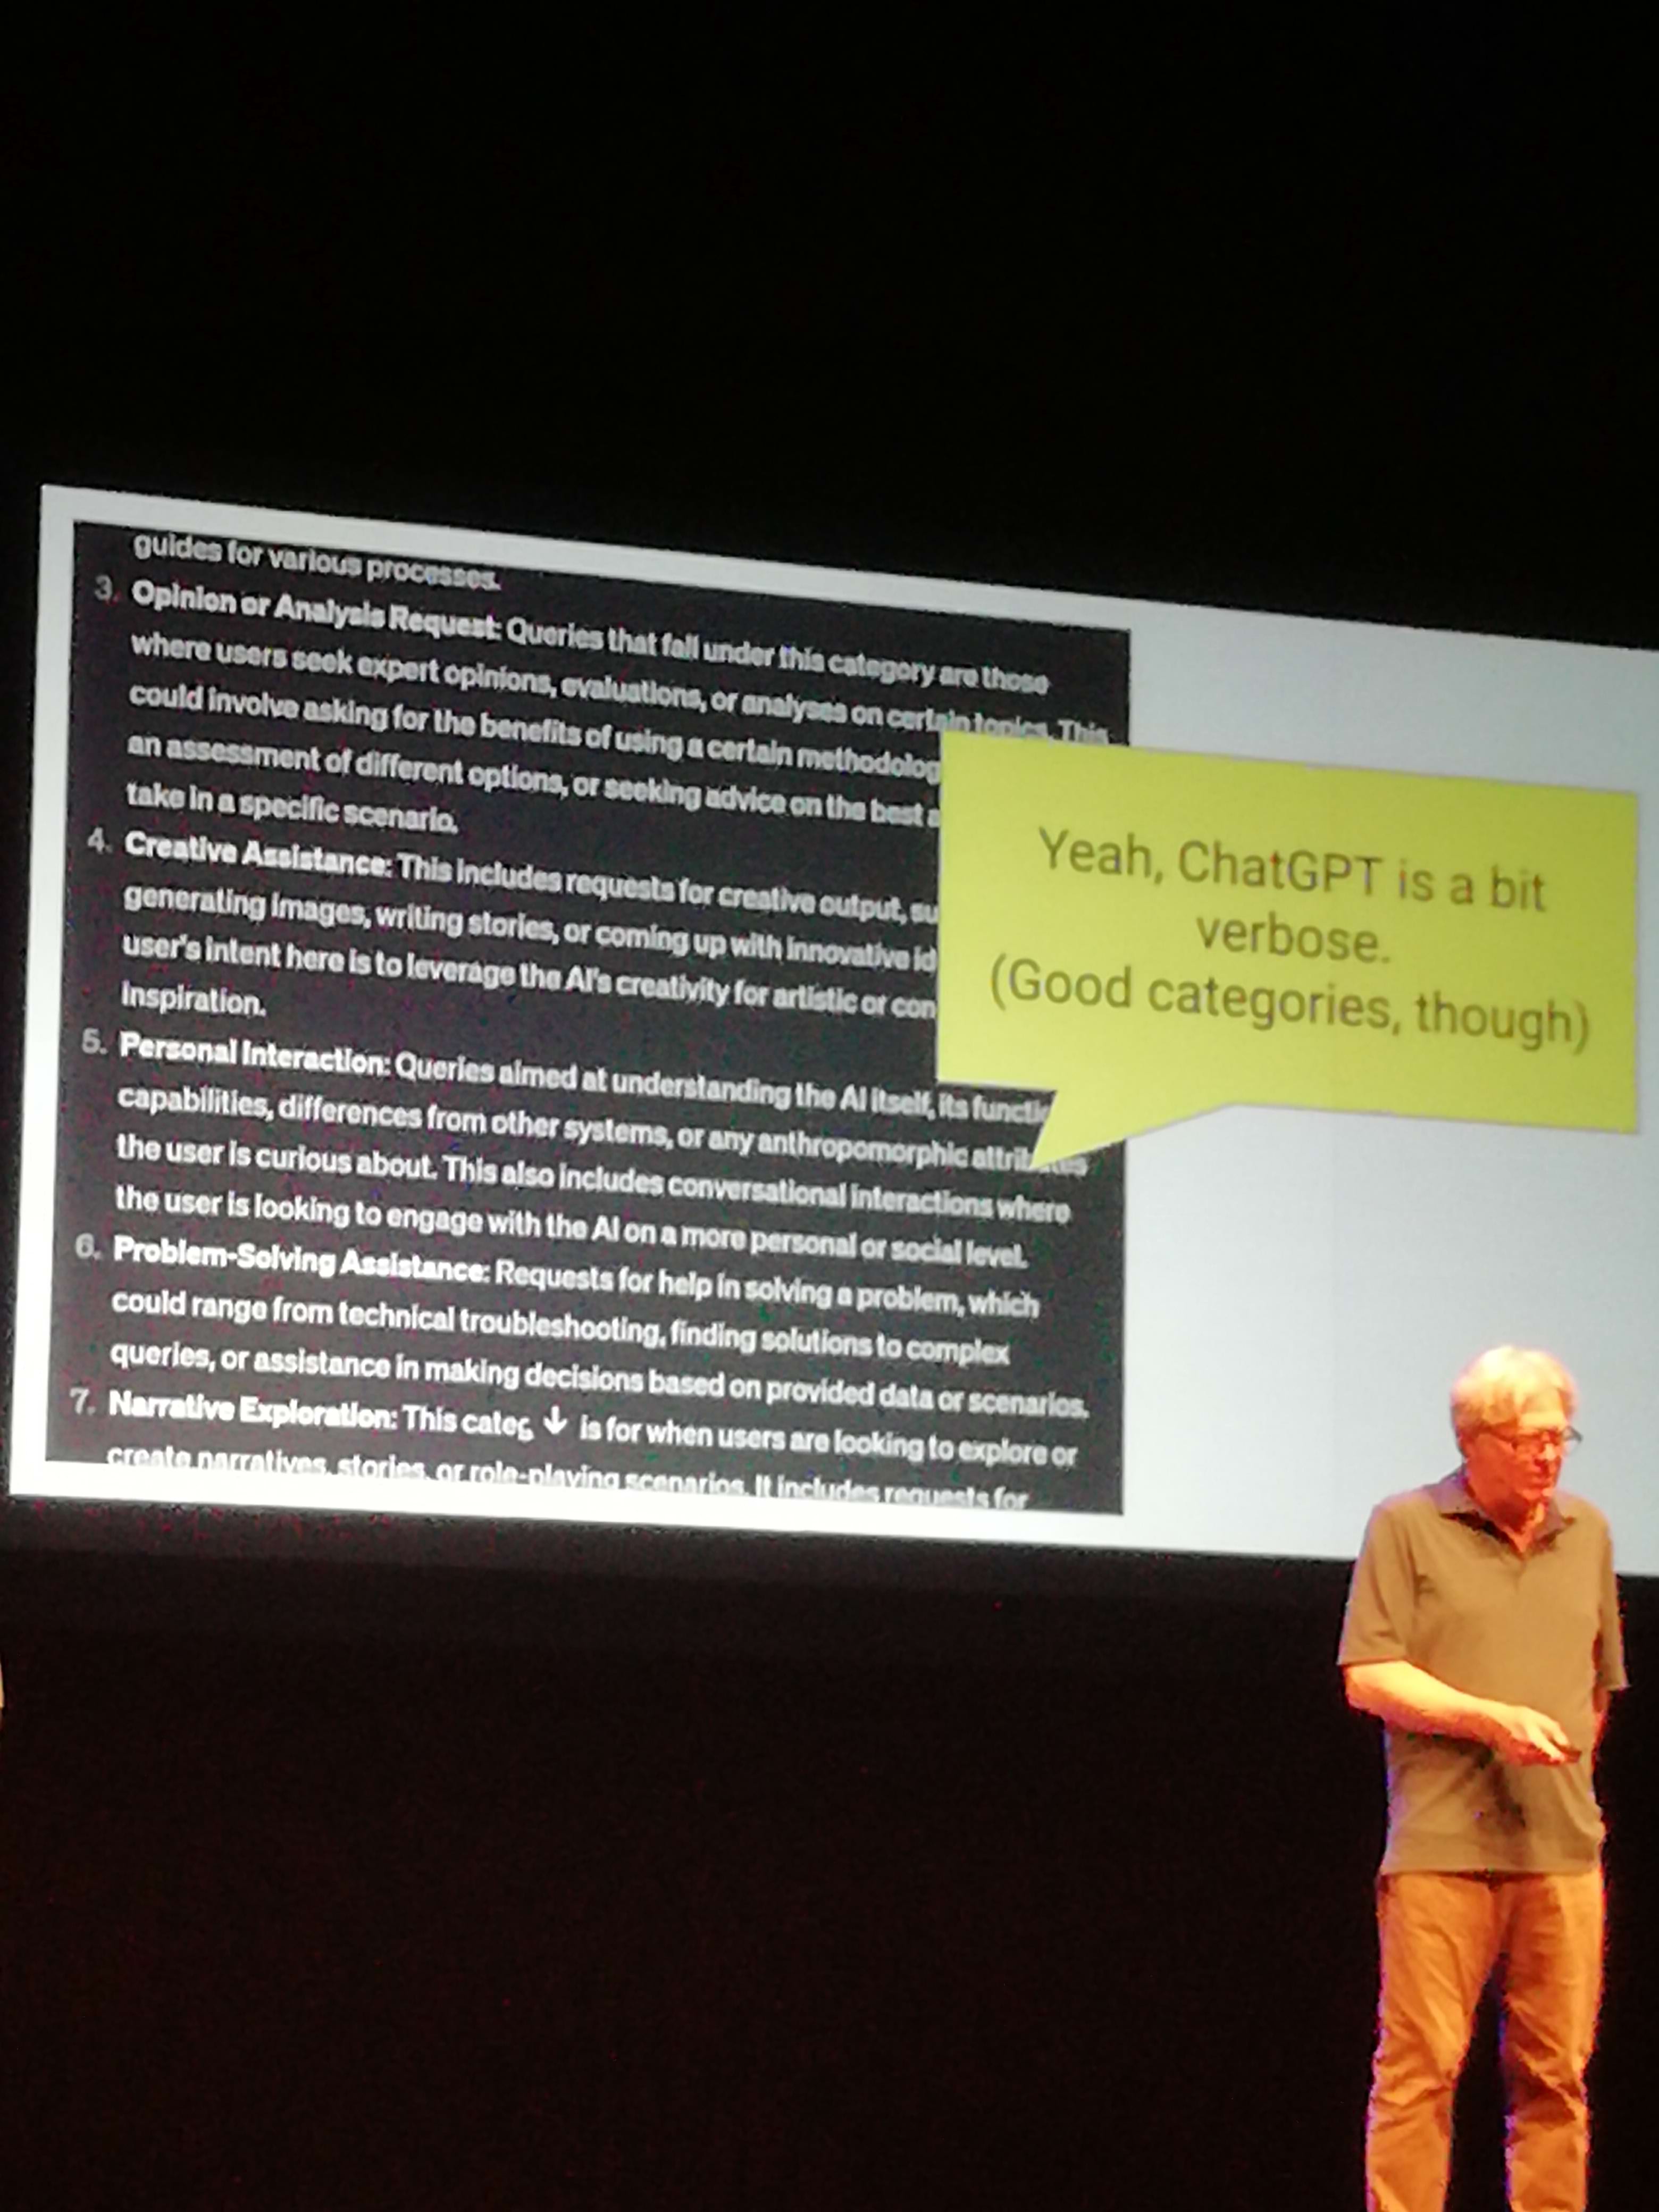 guides for various processes.
3. Opinion or Analysis Request: Queries that fall under this category are those
where users seek expert opinions, evaluations, or analyses on certain topics. This
could involve asking for the benefits of using a certain methodolog
an assessment of different options, or seeking advice on the best a
take in a specific scenario.
4. Creative Assistance: This includes requests for creative output, su
generating images, writing stories, or coming up with innovative id
user's intent here is to leverage the AI's creativity for artistic or con
inspiration.
5. Personal Interaction: Queries aimed at understanding the AI itself, its functi
capabilities, differences from other systems, or any anthropomorphic attributes
the user is curious about. This also includes conversational interactions where
the user is looking to engage with the AI on a more personal or social level.
6. Problem-Solving Assistance: Requests for help in solving a problem, which
could range from technical troubleshooting, finding solutions to complex
queries, or assistance in making decisions based on provided data or scenarios.
7. Narrative Exploration: This categ ↓ is for when users are looking to explore or
create narratives, stories, or role-playing scenarios. It includes requests for
Yeah, ChatGPT is a bit
verbose.
(Good categories, though)